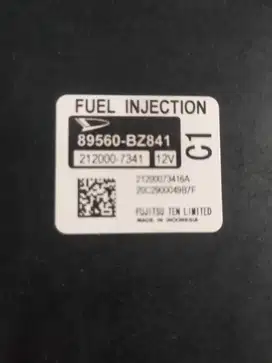 FUEL INJECTION
89560-BZ841
212000-7341 12V
C1
21200073416A
20C2900049B7F
FUJITSU TEN LIMITED
MADE IN INDONESIA